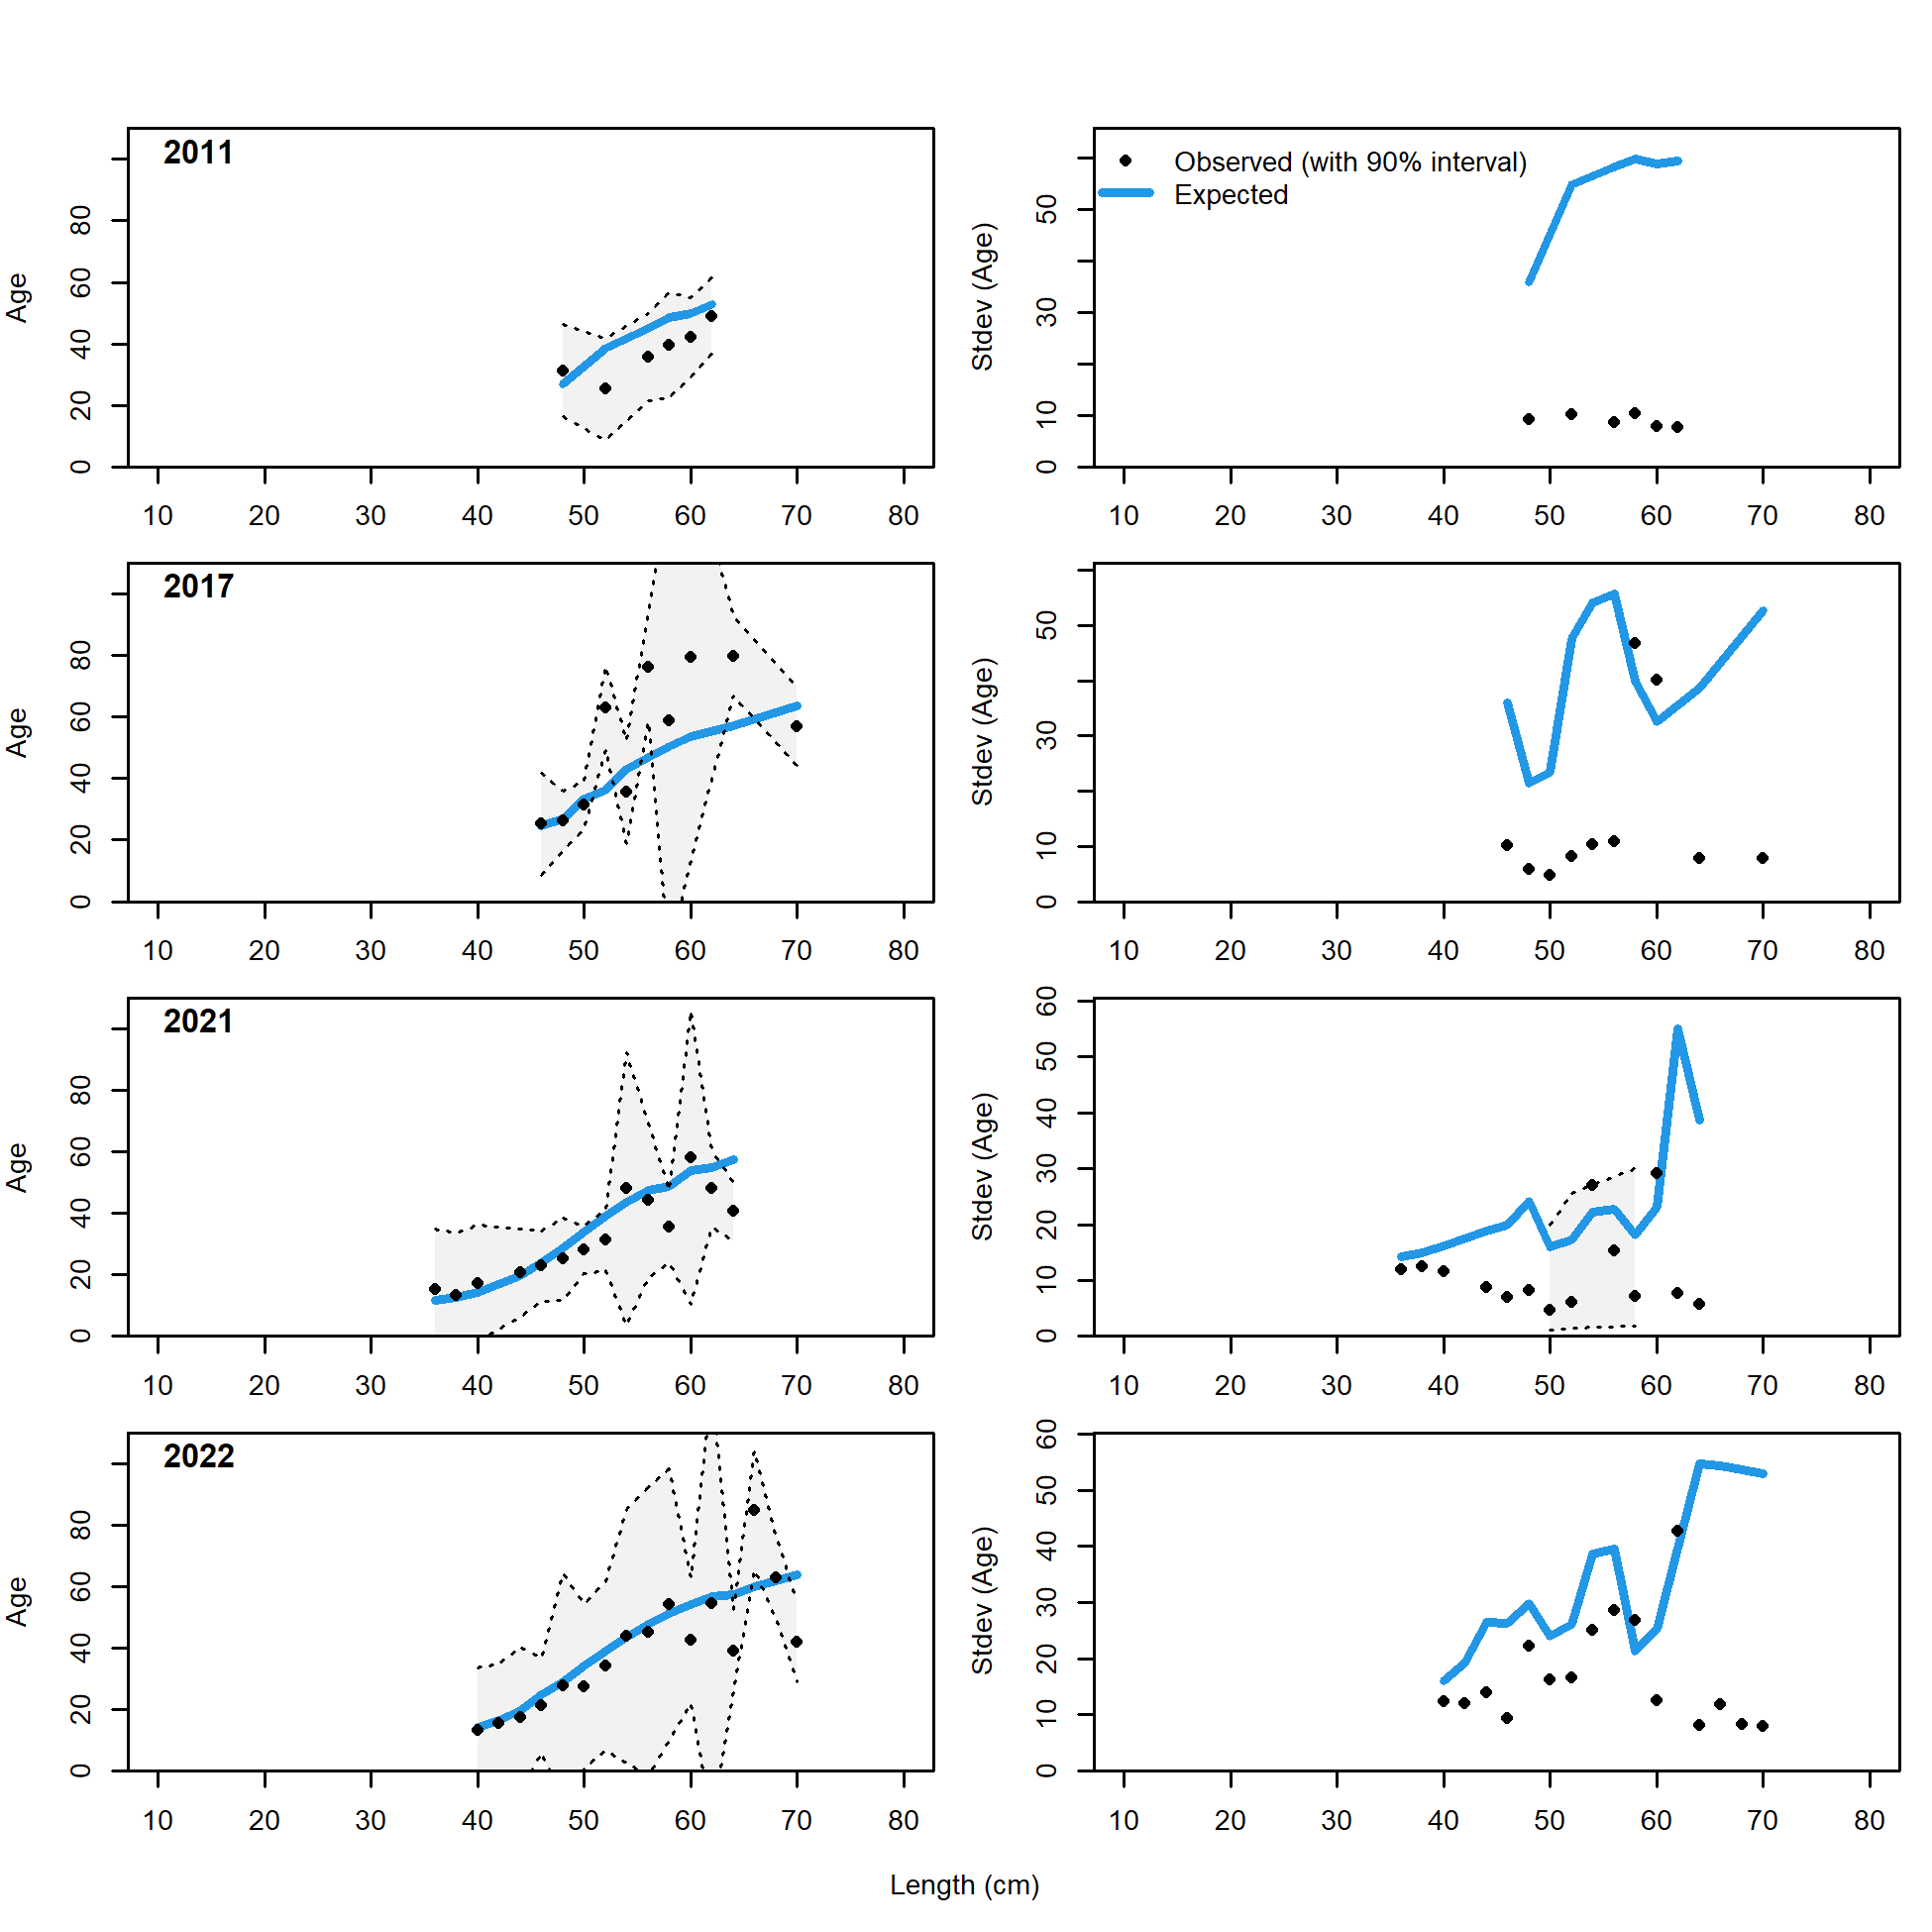 2011
Age
0 20 40 60 80
10 20 30 40 50 60 70 80
Observed (with 90% interval)
Expected
Stdev (Age)
0 10 30 50
10 20 30 40 50 60 70 80
2017
Age
0 20 40 60 80
10 20 30 40 50 60 70 80
Stdev (Age)
0 10 30 50
10 20 30 40 50 60 70 80
2021
Age
0 20 40 60 80
10 20 30 40 50 60 70 80
Stdev (Age)
0 10 20 30 40 50 60
10 20 30 40 50 60 70 80
2022
Age
0 20 40 60 80
10 20 30 40 50 60 70 80
Stdev (Age)
0 10 20 30 40 50 60
10 20 30 40 50 60 70 80
Length (cm)